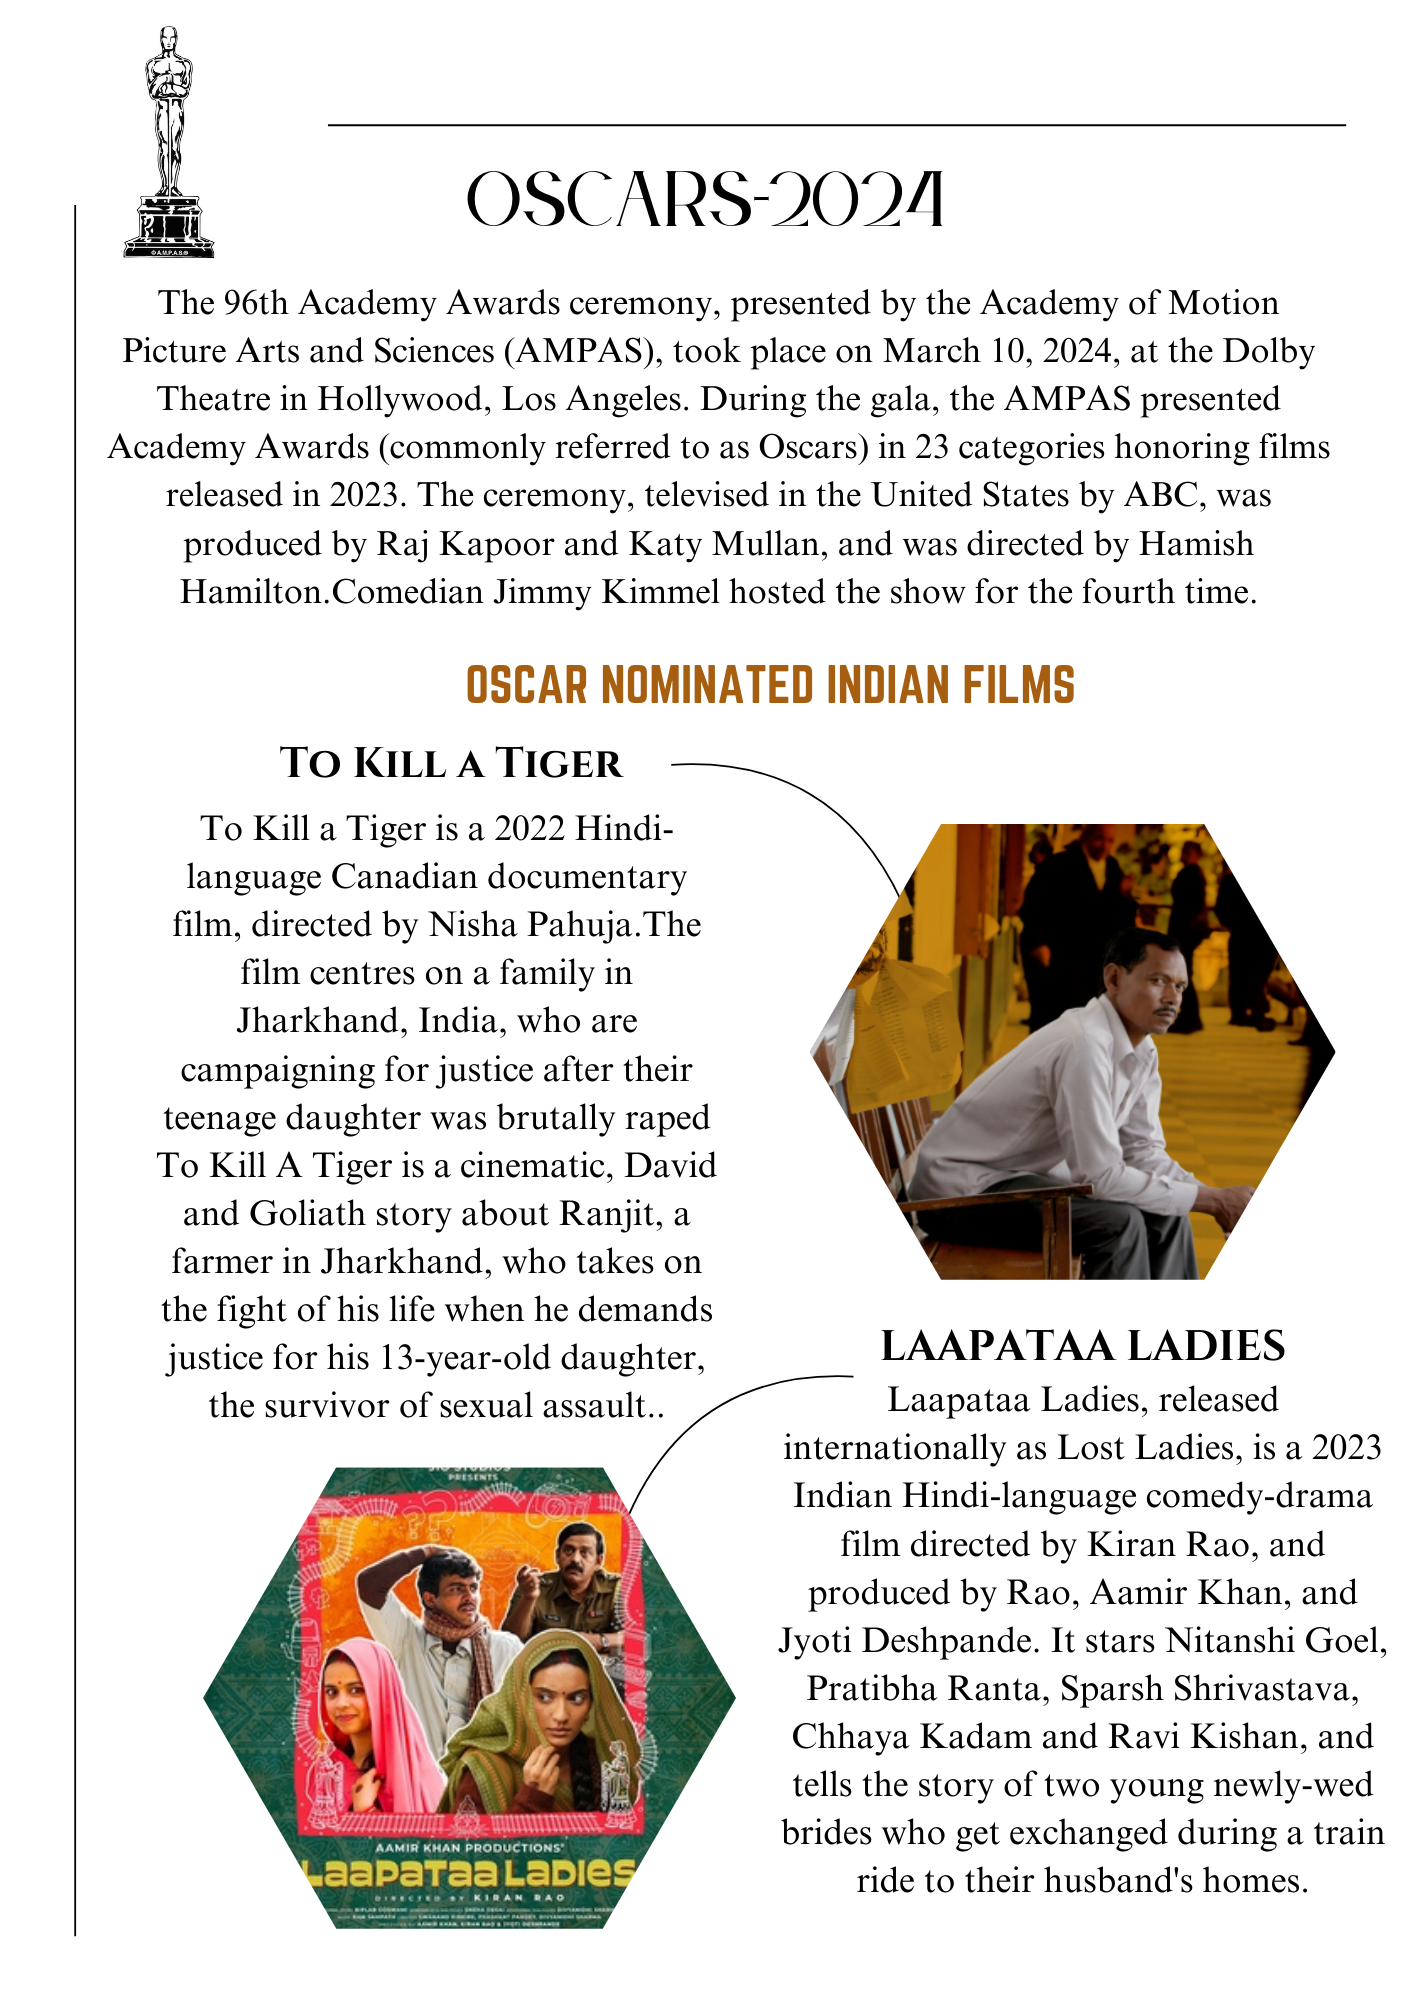 ©A.M.P.A.S.®
OSCARS-2024
The 96th Academy Awards ceremony, presented by the Academy of Motion
Picture Arts and Sciences (AMPAS), took place on March 10, 2024, at the Dolby
Theatre in Hollywood, Los Angeles. During the gala, the AMPAS presented
Academy Awards (commonly referred to as Oscars) in 23 categories honoring films
released in 2023. The ceremony, televised in the United States by ABC, was
produced by Raj Kapoor and Katy Mullan, and was directed by Hamish
Hamilton.Comedian Jimmy Kimmel hosted the show for the fourth time.
OSCAR NOMINATED INDIAN FILMS
To Kill a Tiger
To Kill a Tiger is a 2022 Hindi-
language Canadian documentary
film, directed by Nisha Pahuja.The
film centres on a family in
Jharkhand, India, who are
campaigning for justice after their
teenage daughter was brutally raped
To Kill A Tiger is a cinematic, David
and Goliath story about Ranjit, a
farmer in Jharkhand, who takes on
the fight of his life when he demands
justice for his 13-year-old daughter,
the survivor of sexual assault..
LAAPATAA LADIES
Laapataa Ladies, released
internationally as Lost Ladies, is a 2023
Indian Hindi-language comedy-drama
film directed by Kiran Rao, and
produced by Rao, Aamir Khan, and
Jyoti Deshpande. It stars Nitanshi Goel,
Pratibha Ranta, Sparsh Shrivastava,
Chhaya Kadam and Ravi Kishan, and
tells the story of two young newly-wed
brides who get exchanged during a train
ride to their husband's homes.
PRESENTS
AAMIR KHAN PRODUCTIONS'
Laapataa Ladies
DIRECTED BY KIRAN RAO
AAMIR KHAN, KIRAN RAO & JYOTI DESHPANDE